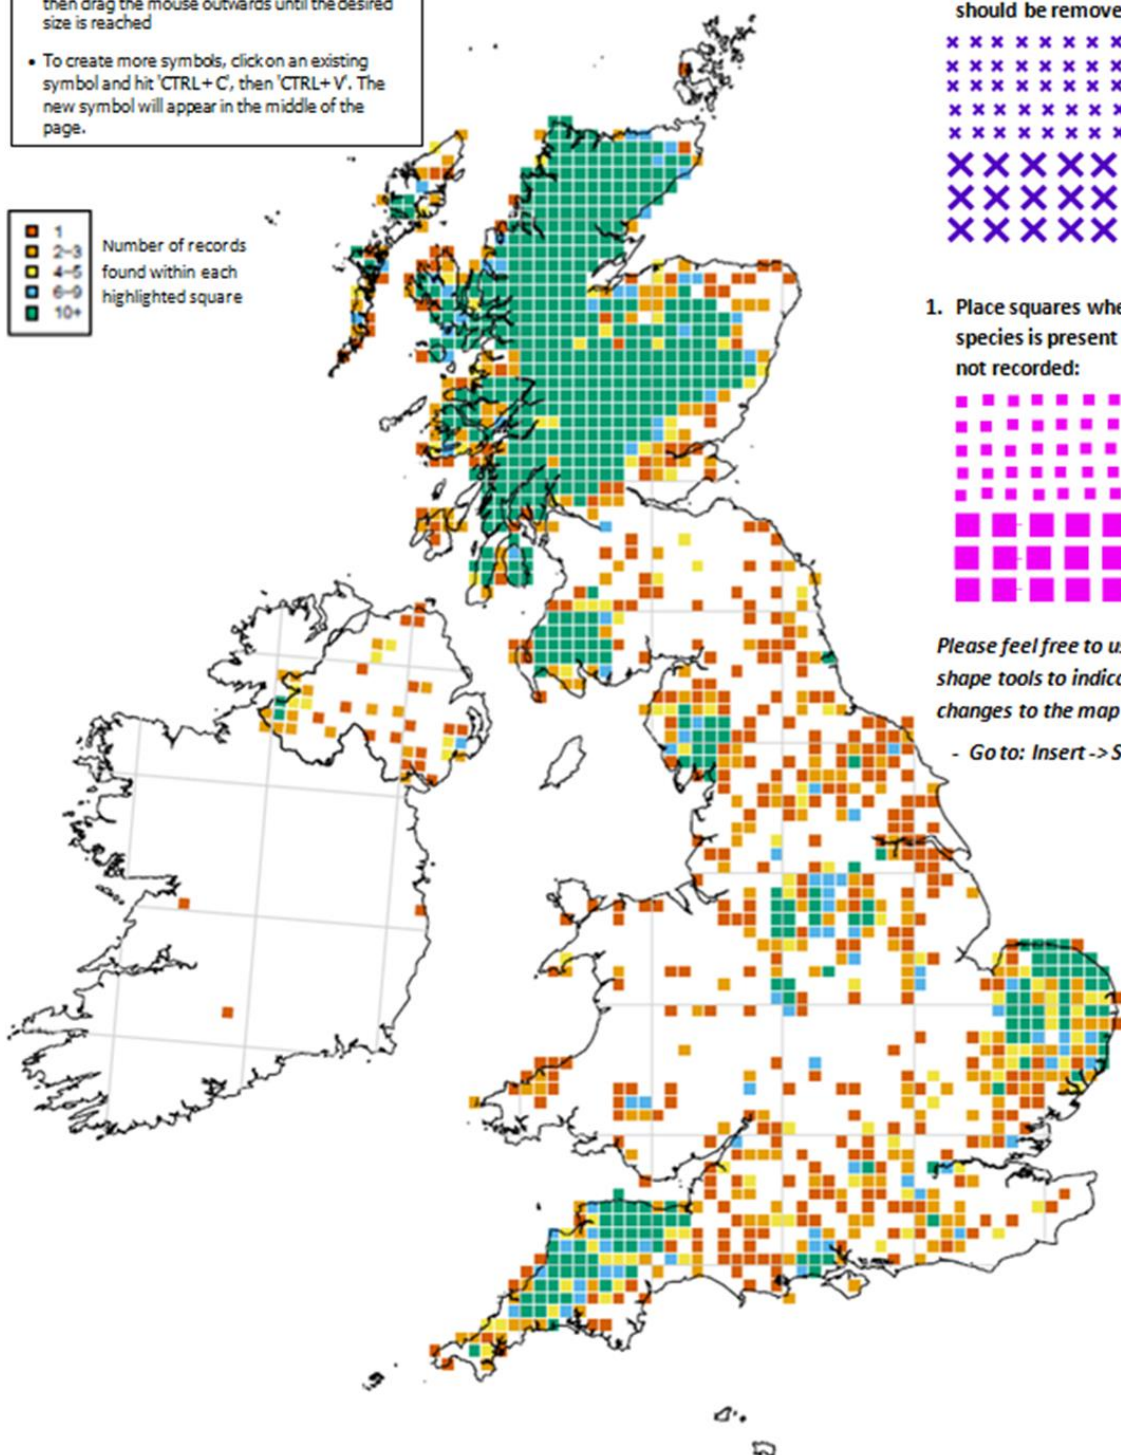 then drag the mouse outwards until the desired
size is reached
• To create more symbols, click on an existing
symbol and hit 'CTRL + C', then 'CTRL+ V'. The
new symbol will appear in the middle of the
page.
1
2–3
4–5
6–9
10+
Number of records
found within each
highlighted square
should be remove
1. Place squares whe
species is present
not recorded:
Please feel free to u
shape tools to indica
changes to the map
- Go to: Insert -> S